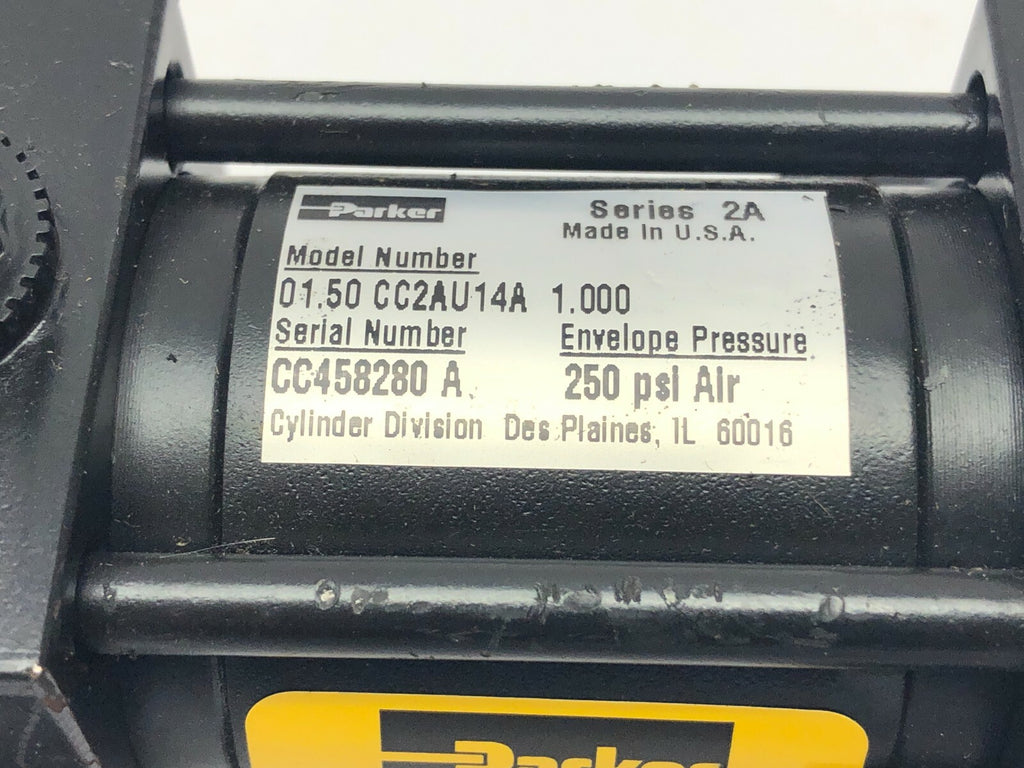 Parker Series 2A
Made In U.S.A.
Model Number
01.50 CC2AU14A 1.000
Serial Number Envelope Pressure
CC458280 A 250 psi Air
Cylinder Division Des Plaines, IL 60016
Parker